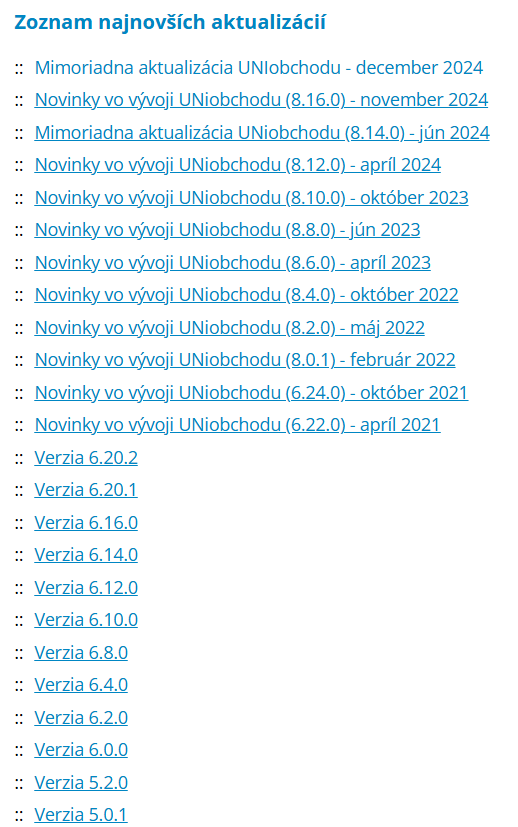 Zoznam najnovších aktualizácií
:: Mimoriadna aktualizácia UNIobchodu - december 2024
:: Novinky vo vývoji UNiobchodu (8.16.0) - november 2024
:: Mimoriadna aktualizácia UNiobchodu (8.14.0) - jún 2024
:: Novinky vo vývoji UNiobchodu (8.12.0) - apríl 2024
:: Novinky vo vývoji UNiobchodu (8.10.0) - október 2023
:: Novinky vo vývoji UNiobchodu (8.8.0) - jún 2023
:: Novinky vo vývoji UNiobchodu (8.6.0) - apríl 2023
:: Novinky vo vývoji UNiobchodu (8.4.0) - október 2022
:: Novinky vo vývoji UNiobchodu (8.2.0) - máj 2022
:: Novinky vo vývoji UNiobchodu (8.0.1) - február 2022
:: Novinky vo vývoji UNiobchodu (6.24.0) - október 2021
:: Novinky vo vývoji UNiobchodu (6.22.0) - apríl 2021
:: Verzia 6.20.2
:: Verzia 6.20.1
:: Verzia 6.16.0
:: Verzia 6.14.0
:: Verzia 6.12.0
:: Verzia 6.10.0
:: Verzia 6.8.0
:: Verzia 6.4.0
:: Verzia 6.2.0
:: Verzia 6.0.0
:: Verzia 5.2.0
:: Verzia 5.0.1